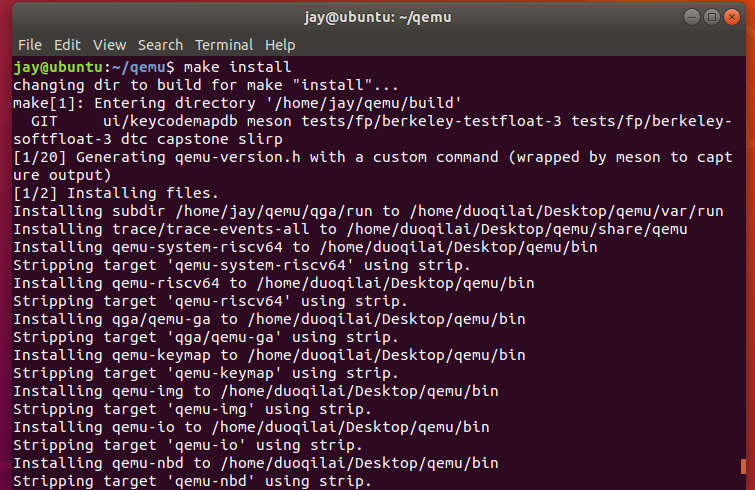 jay@ubuntu: ~/qemu
File Edit View Search Terminal Help
jay@ubuntu:~/qemu$ make install
changing dir to build for make "install"...
make[1]: Entering directory '/home/jay/qemu/build'
  GIT     ui/keycodemapdb meson tests/fp/berkeley-testfloat-3 tests/fp/berkeley-
softfloat-3 dtc capstone slirp
[1/20] Generating qemu-version.h with a custom command (wrapped by meson to capt
ure output)
[1/2] Installing files.
Installing subdir /home/jay/qemu/qga/run to /home/duoqilai/Desktop/qemu/var/run
Installing trace/trace-events-all to /home/duoqilai/Desktop/qemu/share/qemu
Installing qemu-system-riscv64 to /home/duoqilai/Desktop/qemu/bin
Stripping target 'qemu-system-riscv64' using strip.
Installing qemu-riscv64 to /home/duoqilai/Desktop/qemu/bin
Stripping target 'qemu-riscv64' using strip.
Installing qga/qemu-ga to /home/duoqilai/Desktop/qemu/bin
Stripping target 'qga/qemu-ga' using strip.
Installing qemu-keymap to /home/duoqilai/Desktop/qemu/bin
Stripping target 'qemu-keymap' using strip.
Installing qemu-img to /home/duoqilai/Desktop/qemu/bin
Stripping target 'qemu-img' using strip.
Installing qemu-io to /home/duoqilai/Desktop/qemu/bin
Stripping target 'qemu-io' using strip.
Installing qemu-nbd to /home/duoqilai/Desktop/qemu/bin
Stripping target 'qemu-nbd' using strip.